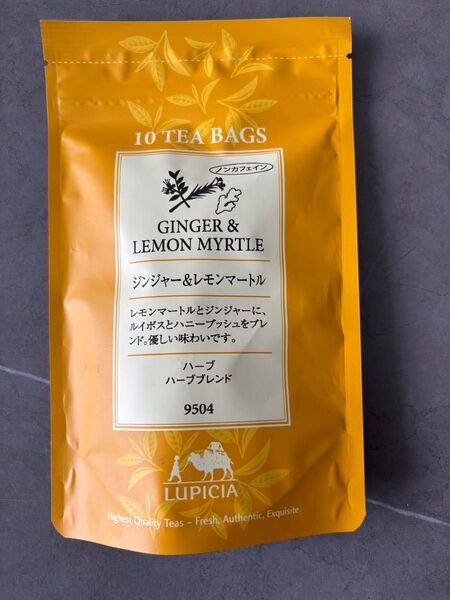 10 TEA BAGS
ノンカフェイン
GINGER &
LEMON MYRTLE
ジンジャー&レモンマートル
レモンマートルとジンジャーに、
ルイボスとハニーブッシュをブレ
ンド。優しい味わいです。
ハーブ
ハーブブレンド
9504
LUPICIA
Highest Quality Teas – Fresh, Authentic, Exquisite